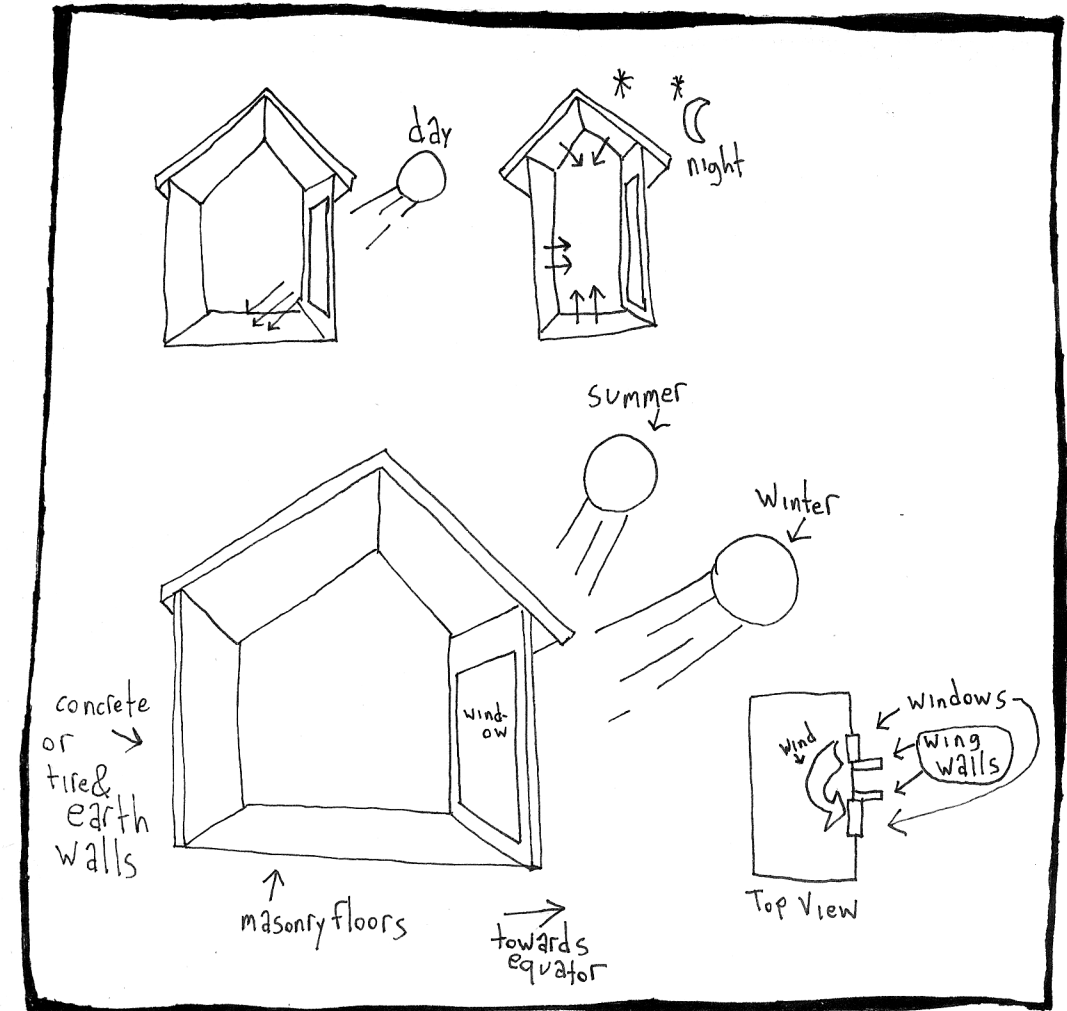 day
night
Summer
Winter
wind-
ow
concrete
or
tire&
earth
walls
masonry floors
towards
equator
windows
wing
walls
wind
Top View